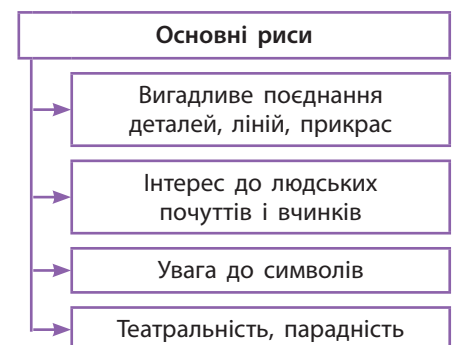 Основні риси
Вигадливе поєднання
деталей, ліній, прикрас
Інтерес до людських
почуттів і вчинків
Увага до символів
Театральність, парадність